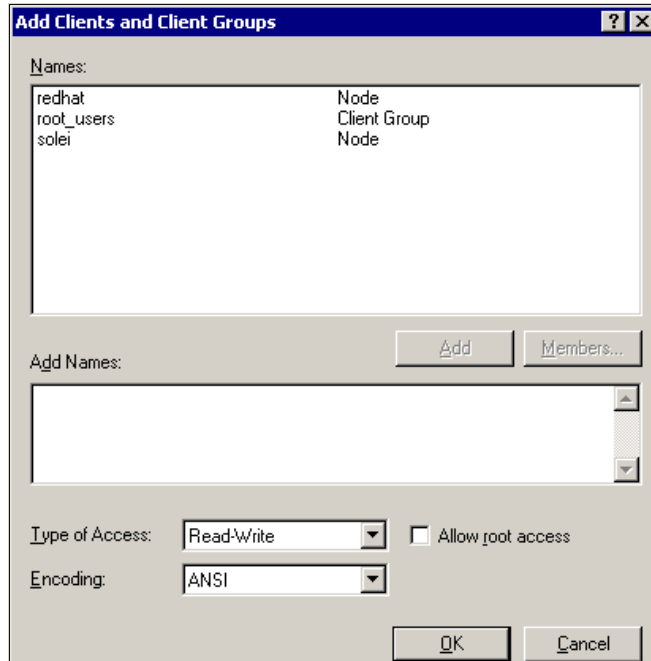 Add Clients and Client Groups
Names:
redhat Node
root_users Client Group
solei Node
Add Members...
Add Names:
Type of Access: Read-Write Allow root access
Encoding: ANSI
OK Cancel